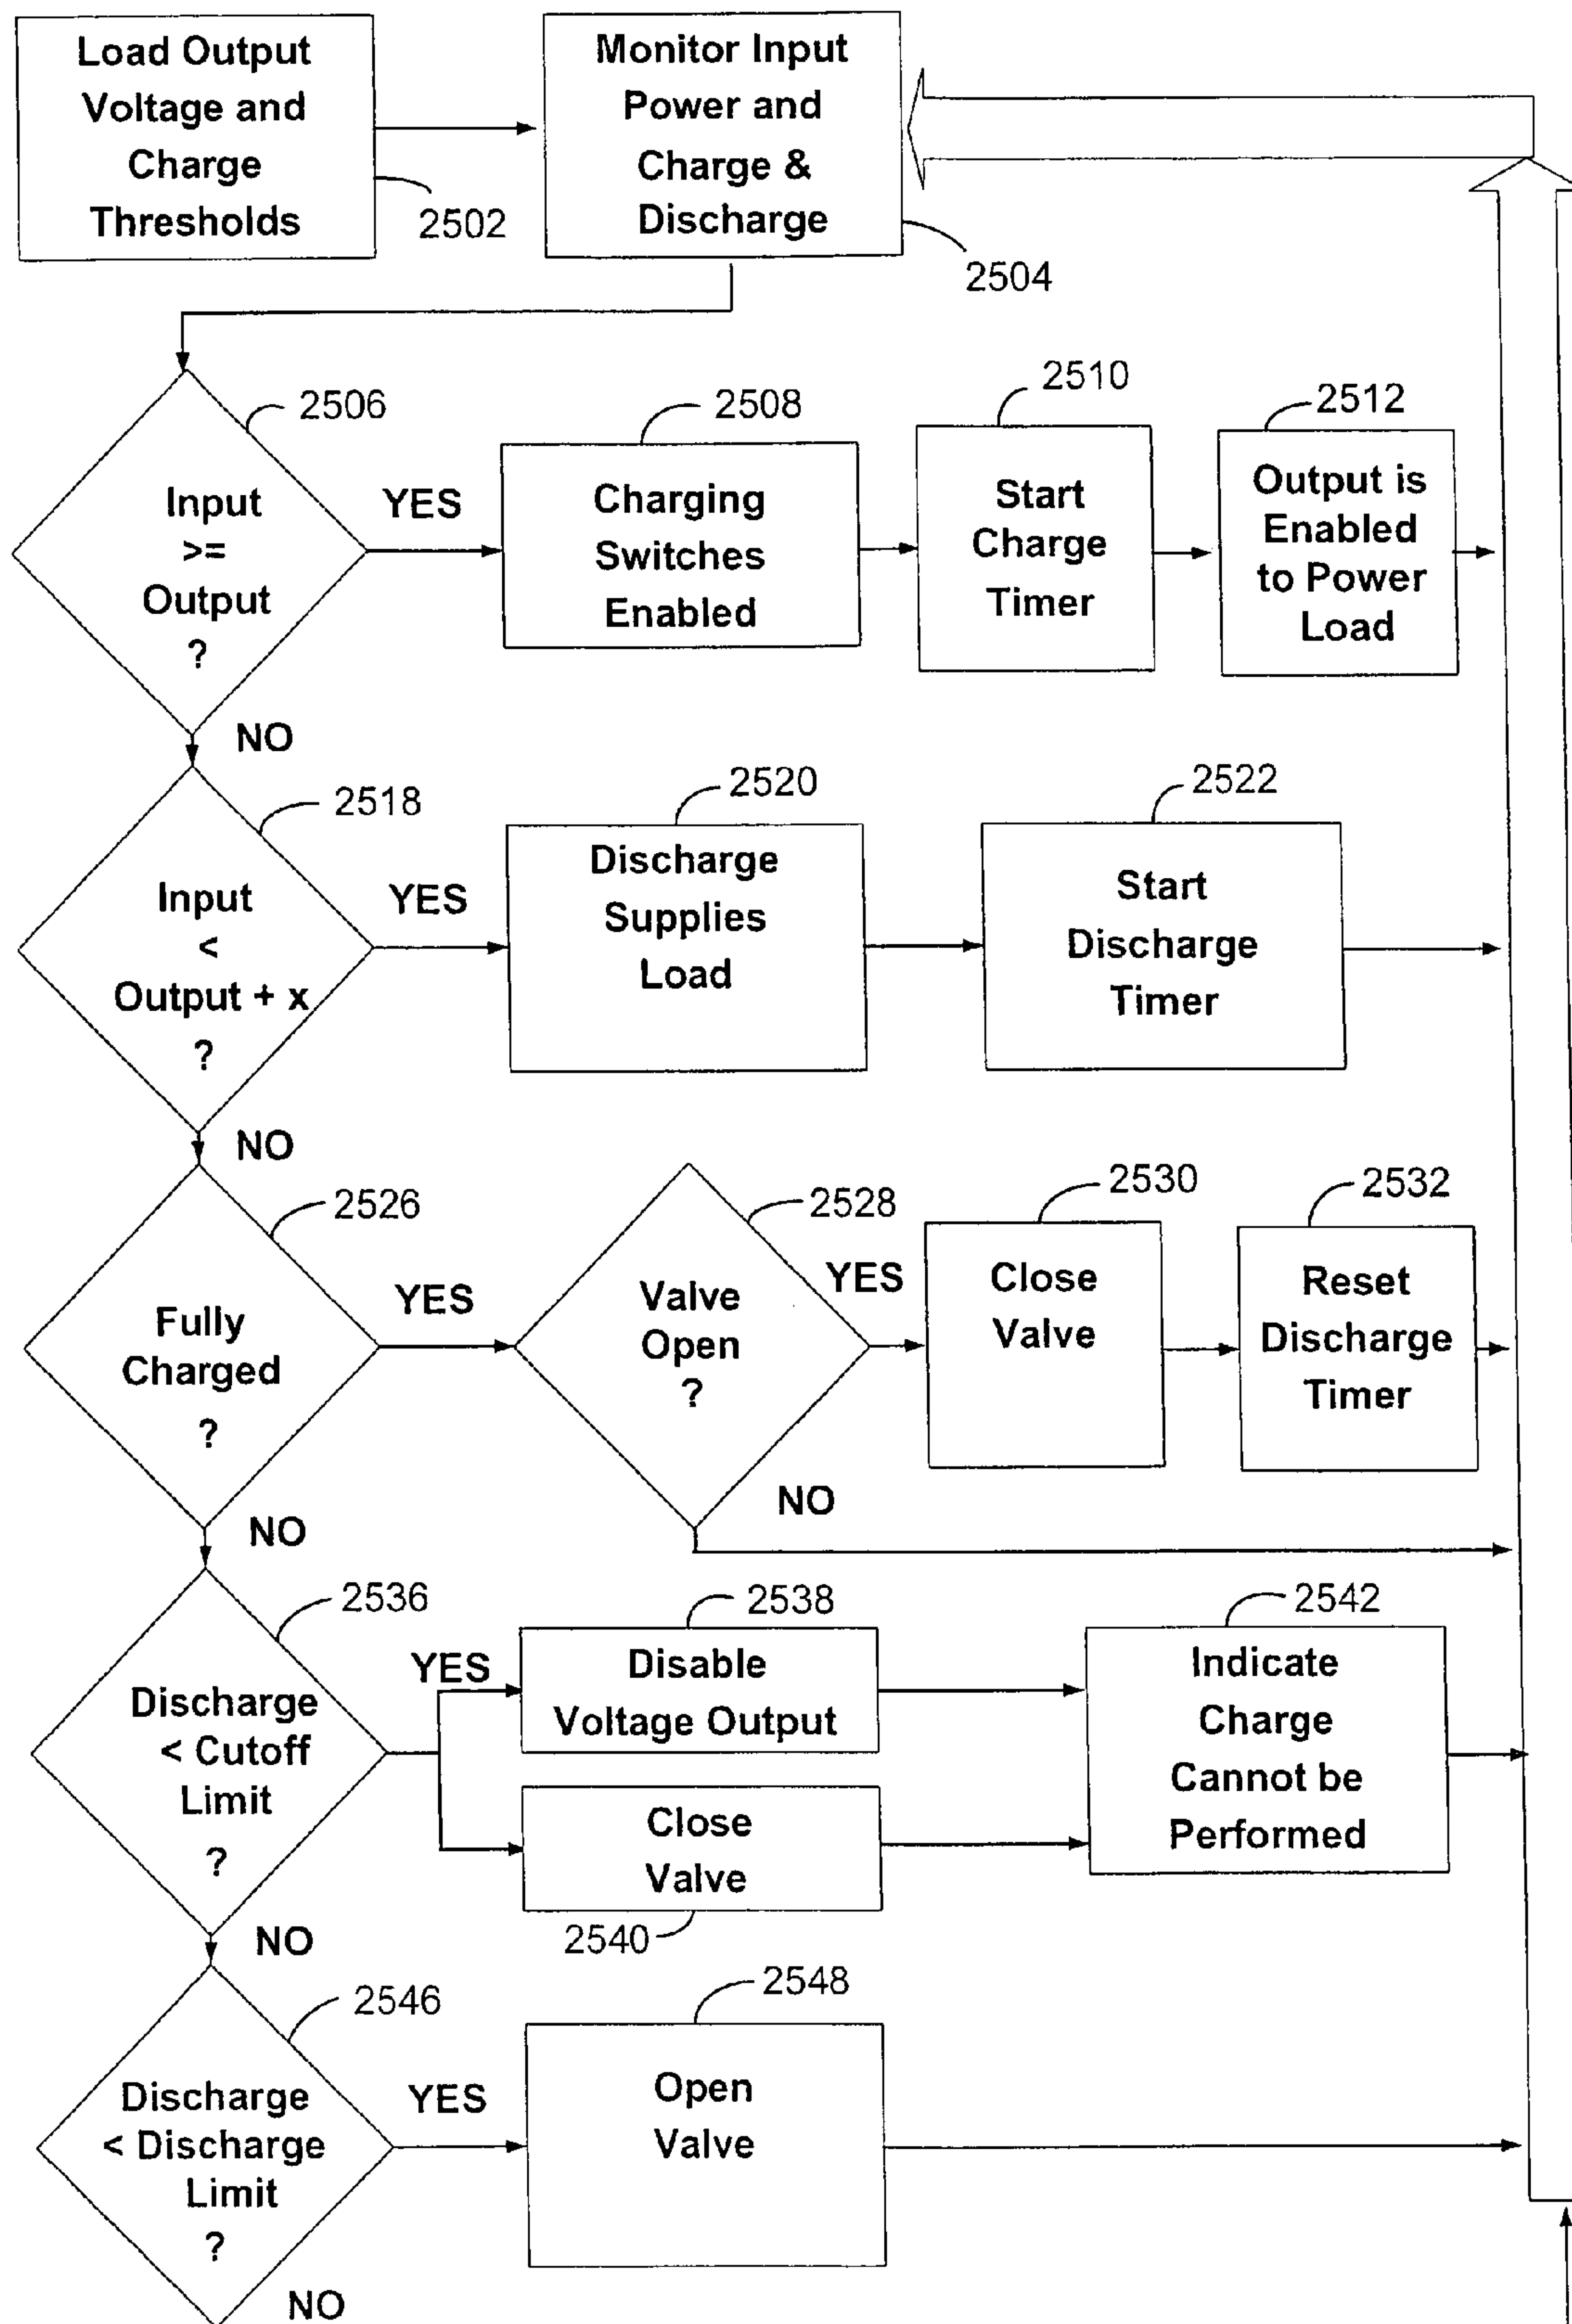 Load Output
Voltage and
Charge
Thresholds
2502
Monitor Input
Power and
Charge &
Discharge
2504
2506
Input
>=
Output
?
YES
NO
2508
Charging
Switches
Enabled
2510
Start
Charge
Timer
2512
Output is
Enabled
to Power
Load
2518
Input
<
Output + x
?
YES
NO
2520
Discharge
Supplies
Load
2522
Start
Discharge
Timer
2526
Fully
Charged
?
YES
NO
2528
Valve
Open
?
YES
NO
2530
Close
Valve
2532
Reset
Discharge
Timer
2536
Discharge
< Cutoff
Limit
?
YES
NO
2538
Disable
Voltage Output
Close
Valve
2540
2542
Indicate
Charge
Cannot be
Performed
2546
Discharge
< Discharge
Limit
?
YES
NO
2548
Open
Valve